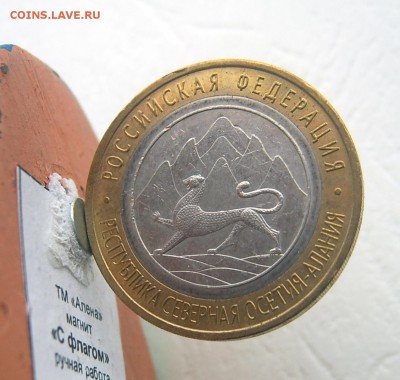 COINS.LAVE.RU
• РОССИЙСКАЯ ФЕДЕРАЦИЯ •
РЕСПУБЛИКА СЕВЕРНАЯ ОСЕТИЯ-АЛАНИЯ
ТМ «Алена»
магнит
«С флагом»
ручная работа